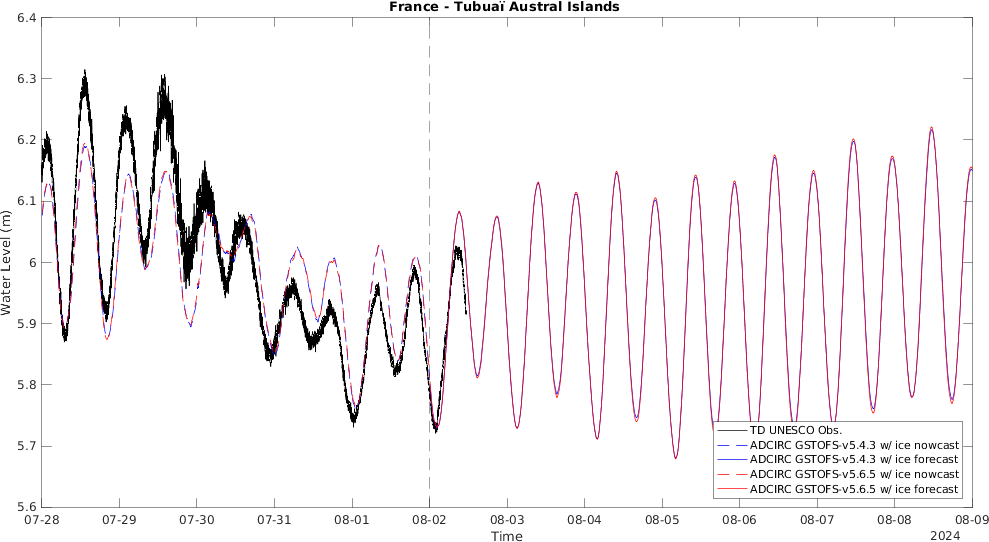 France - Tubuaï Austral Islands
6.4
6.3
6.2
6.1
6
5.9
5.8
5.7
5.6
Water Level (m)
TD UNESCO Obs.
ADCIRC GSTOFS-v5.4.3 w/ ice nowcast
ADCIRC GSTOFS-v5.4.3 w/ ice forecast
ADCIRC GSTOFS-v5.6.5 w/ ice nowcast
ADCIRC GSTOFS-v5.6.5 w/ ice forecast
07-28 07-29 07-30 07-31 08-01 08-02 08-03 08-04 08-05 08-06 08-07 08-08 08-09
Time
2024